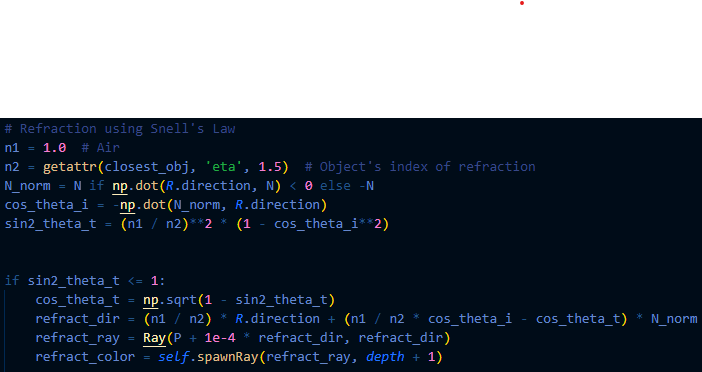 # Refraction using Snell's Law
n1 = 1.0  # Air
n2 = getattr(closest_obj, 'eta', 1.5)  # Object's index of refraction
N_norm = N if np.dot(R.direction, N) < 0 else -N
cos_theta_i = -np.dot(N_norm, R.direction)
sin2_theta_t = (n1 / n2)**2 * (1 - cos_theta_i**2)
if sin2_theta_t <= 1:
    cos_theta_t = np.sqrt(1 - sin2_theta_t)
    refract_dir = (n1 / n2) * R.direction + (n1 / n2 * cos_theta_i - cos_theta_t) * N_norm
    refract_ray = Ray(P + 1e-4 * refract_dir, refract_dir)
    refract_color = self.spawnRay(refract_ray, depth + 1)